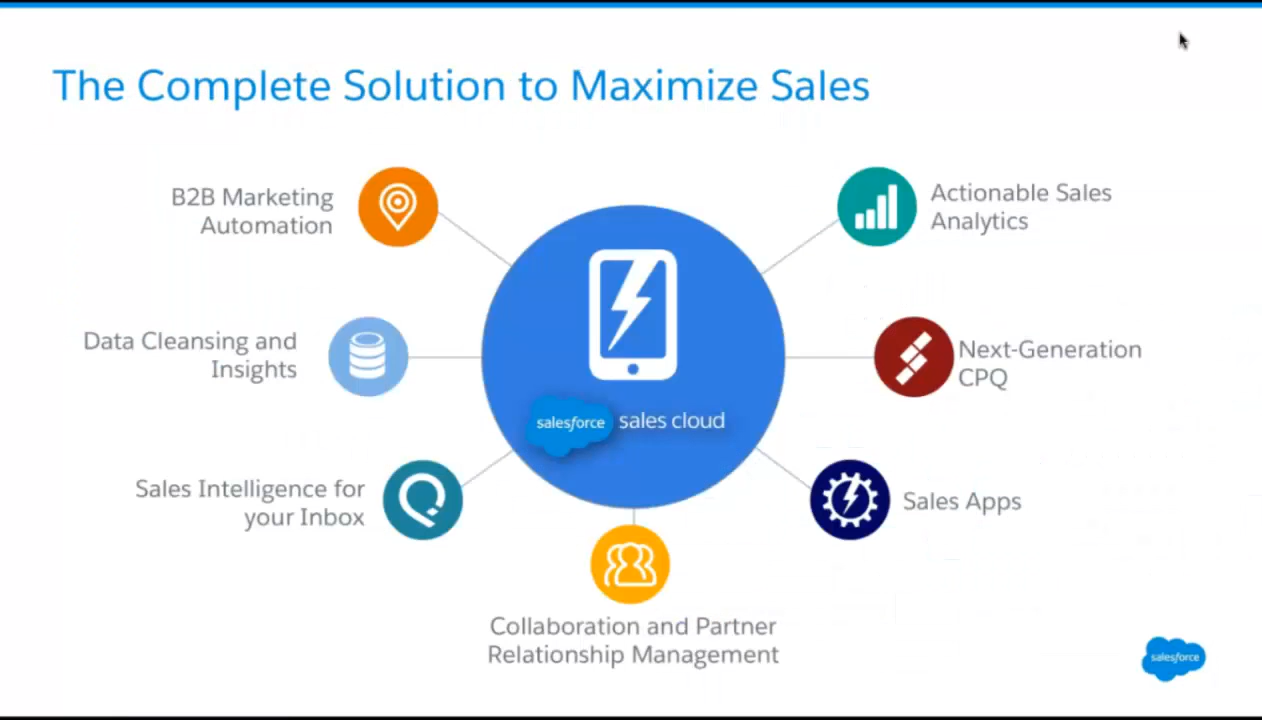 The Complete Solution to Maximize Sales
B2B Marketing
Automation
Actionable Sales
Analytics
Data Cleansing and
Insights
Next-Generation
CPQ
salesforce sales cloud
Sales Intelligence for
your Inbox
Sales Apps
Collaboration and Partner
Relationship Management
salesforce